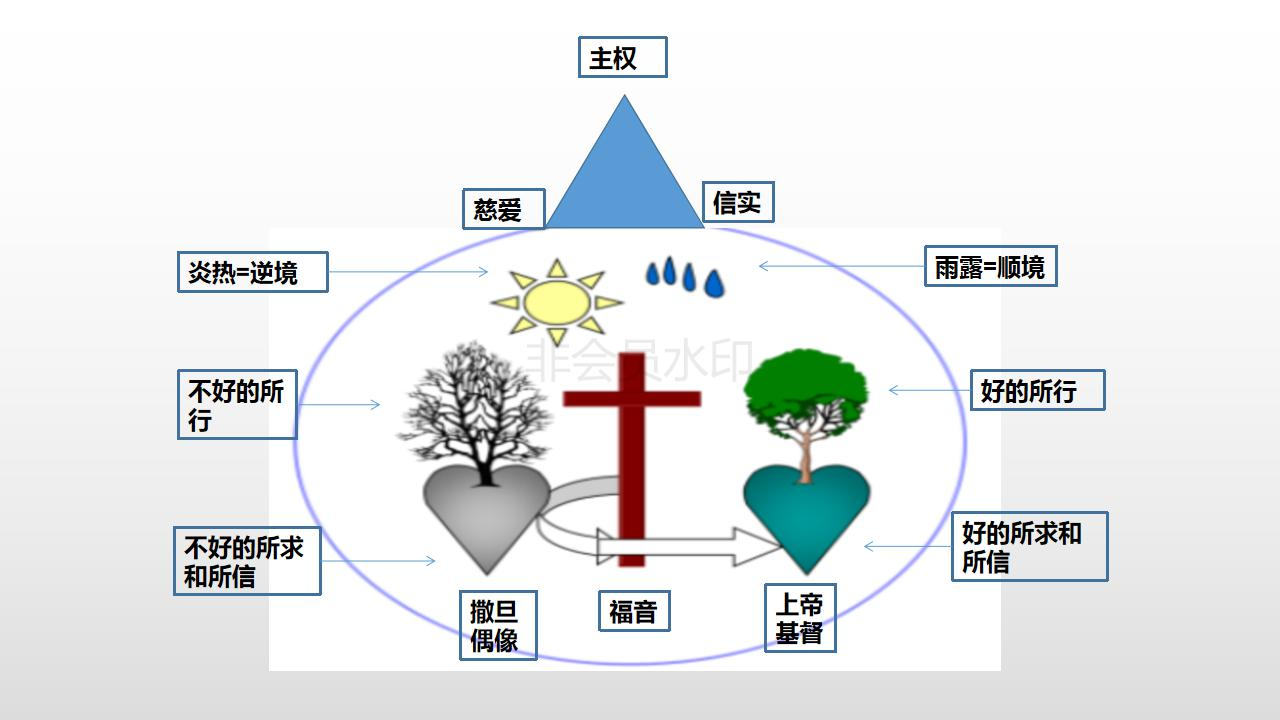 主权
慈爱
信实
炎热=逆境
雨露=顺境
非会员水印
不好的所
行
好的所行
不好的所求
和所信
好的所求和
所信
撒旦
偶像
福音
上帝
基督